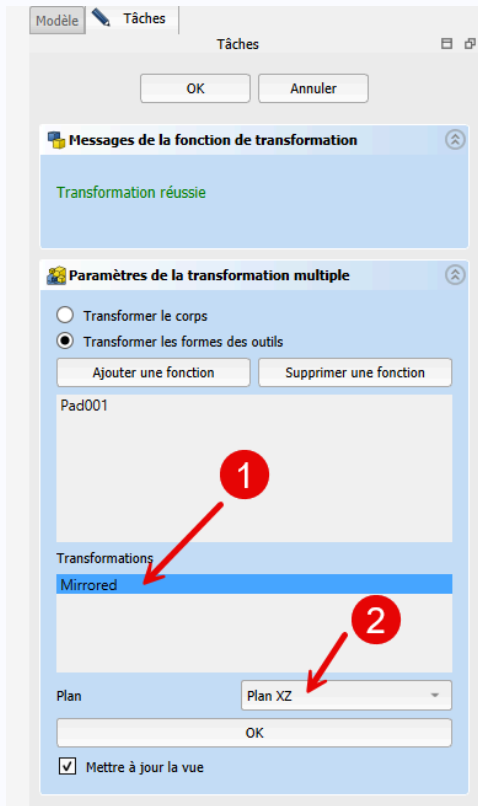 Modèle Tâches
Tâches
OK Annuler
Messages de la fonction de transformation
Transformation réussie
Paramètres de la transformation multiple
Transformer le corps
Transformer les formes des outils
Ajouter une fonction Supprimer une fonction
Pad001
1
Transformations
Mirrored
2
Plan Plan XZ
OK
Mettre à jour la vue